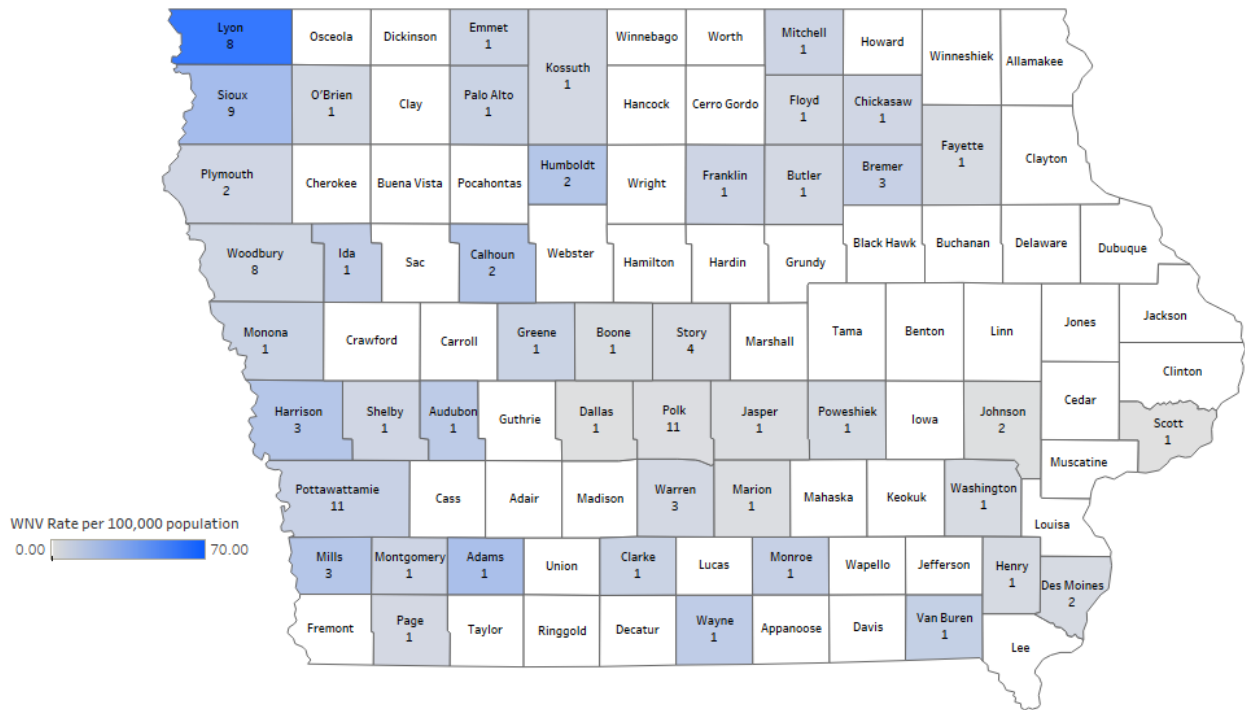 Lyon
8
Osceola
Dickinson
Emmet
1
Kossuth
1
Winnebago
Worth
Mitchell
1
Howard
Winneshiek
Allamakee
Sioux
9
O'Brien
1
Clay
Palo Alto
1
Hancock
Cerro Gordo
Floyd
1
Chickasaw
1
Fayette
1
Clayton
Plymouth
2
Cherokee
Buena Vista
Pocahontas
Humboldt
2
Wright
Franklin
1
Butler
1
Bremer
3
Woodbury
8
Ida
1
Sac
Calhoun
2
Webster
Hamilton
Hardin
Grundy
Black Hawk
Buchanan
Delaware
Dubuque
Monona
1
Crawford
Carroll
Greene
1
Boone
1
Story
4
Marshall
Tama
Benton
Linn
Jones
Jackson
Clinton
Harrison
3
Shelby
1
Audubon
1
Guthrie
Dallas
1
Polk
11
Jasper
1
Poweshiek
1
Iowa
Johnson
2
Cedar
Scott
1
Muscatine
Pottawattamie
11
Cass
Adair
Madison
Warren
3
Marion
1
Mahaska
Keokuk
Washington
1
Louisa
WNV Rate per 100,000 population
0.00 70.00
Mills
3
Montgomery
1
Adams
1
Union
Clarke
1
Lucas
Monroe
1
Wapello
Jefferson
Henry
1
Des Moines
2
Fremont
Page
1
Taylor
Ringgold
Decatur
Wayne
1
Appanoose
Davis
Van Buren
1
Lee